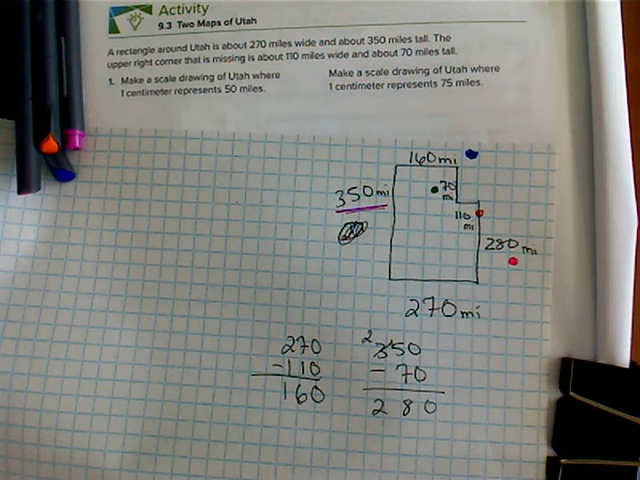 Activity
9.3 Two Maps of Utah
A rectangle around Utah is about 270 miles wide and about 350 miles tall. The
upper right corner that is missing is about 110 miles wide and about 70 miles tall.
1. Make a scale drawing of Utah where
1 centimeter represents 50 miles.
Make a scale drawing of Utah where
1 centimeter represents 75 miles.
160mi
350mi
70
mi
110
mi
280 mi
270mi
270
-110
160
2
350
- 70
280